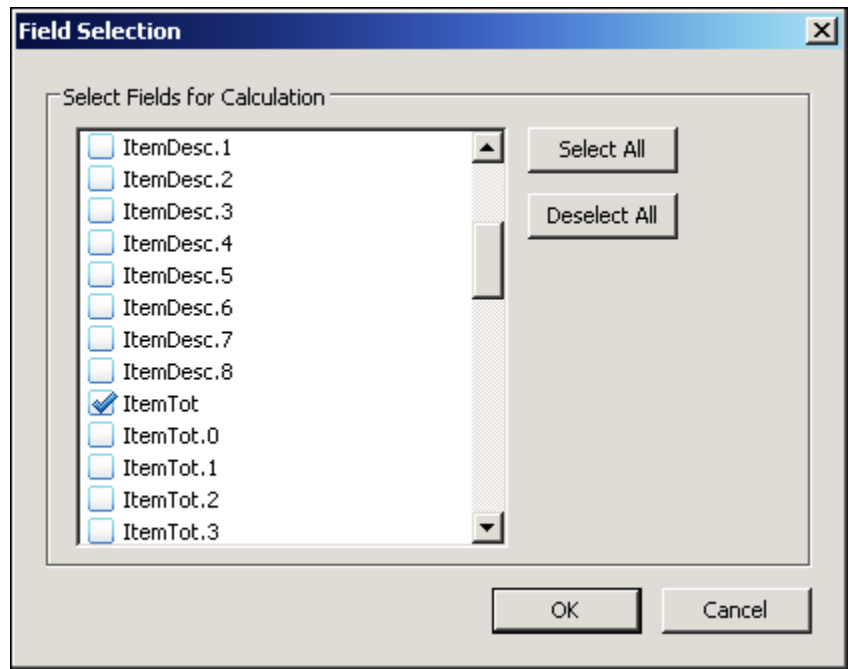 Field Selection
Select Fields for Calculation
ItemDesc.1
ItemDesc.2
ItemDesc.3
ItemDesc.4
ItemDesc.5
ItemDesc.6
ItemDesc.7
ItemDesc.8
ItemTot
ItemTot.0
ItemTot.1
ItemTot.2
ItemTot.3
Select All
Deselect All
OK
Cancel